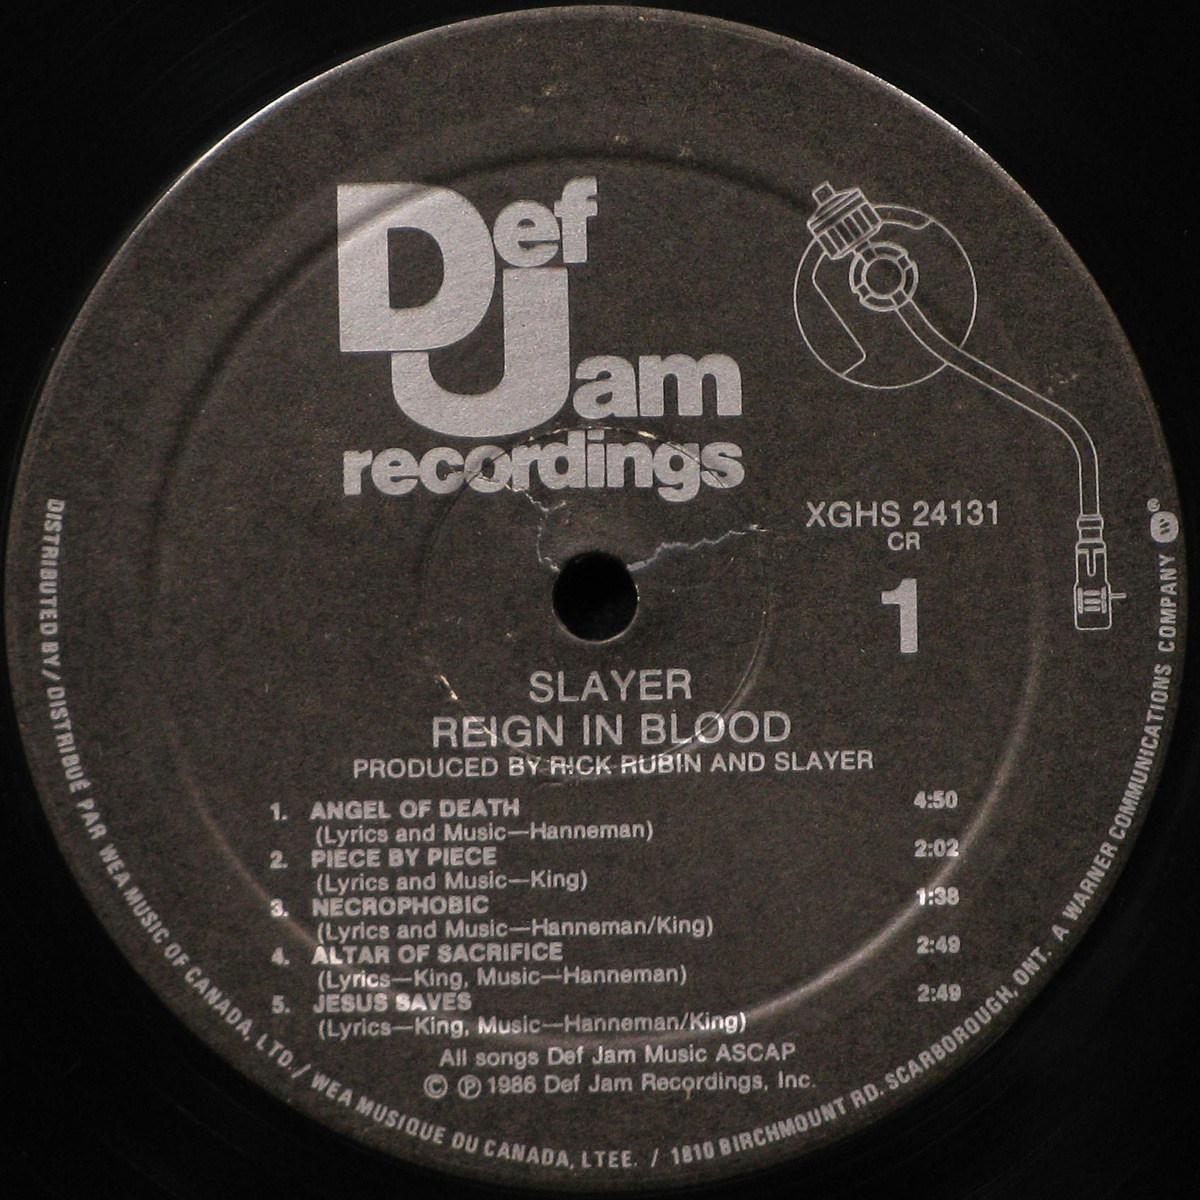 Def
Jam
recordings
XGHS 24131
CR
1
SLAYER
REIGN IN BLOOD
PRODUCED BY RICK RUBIN AND SLAYER
1. ANGEL OF DEATH 4:50
(Lyrics and Music—Hanneman)
2. PIECE BY PIECE 2:02
(Lyrics and Music—King)
3. NECROPHOBIC 1:38
(Lyrics and Music—Hanneman/King)
4. ALTAR OF SACRIFICE 2:49
(Lyrics—King, Music—Hanneman)
5. JESUS SAVES 2:49
(Lyrics—King, Music—Hanneman/King)
All songs Def Jam Music ASCAP
© ℗ 1986 Def Jam Recordings, Inc.
DISTRIBUTED BY / DISTRIBUÉ PAR WEA MUSIC OF CANADA, LTD. / WEA MUSIQUE DU CANADA, LTEE. / 1810 BIRCHMOUNT RD. SCARBOROUGH, ONT. A WARNER COMMUNICATIONS COMPANY ®